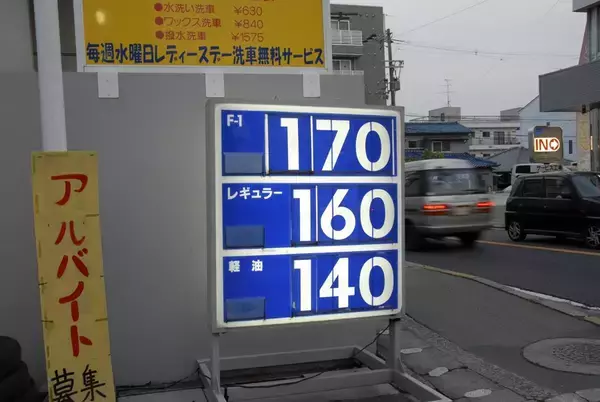 ●水洗い洗車 ¥630
●ワックス洗車 ¥840
●撥水洗車 ¥1575
毎週水曜日レディースデー洗車無料サービス
F-1 170
レギュラー 160
軽油 140
アルバイト
募集
IN